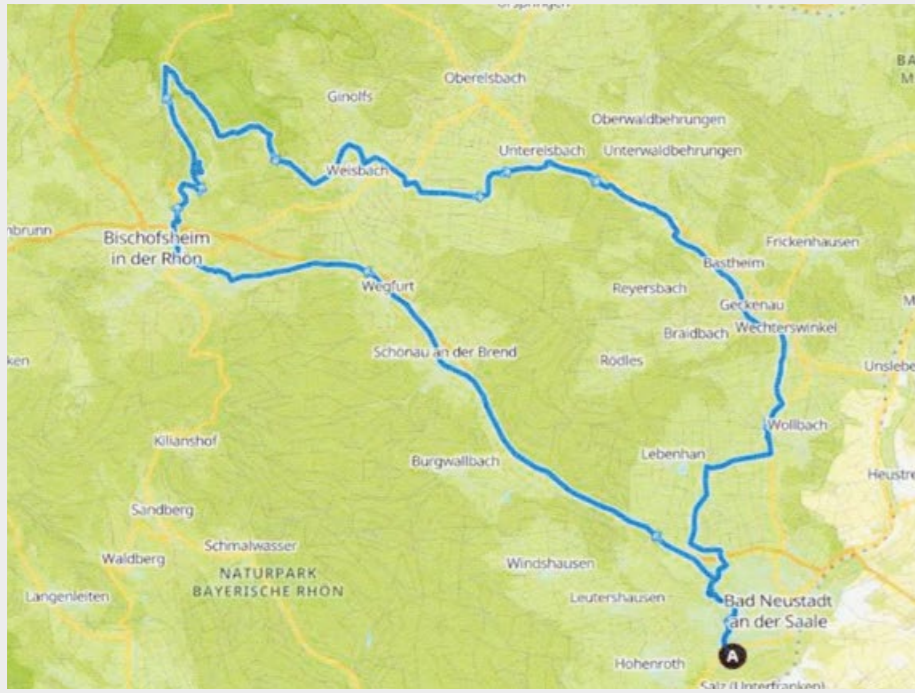 Oberelsbach
Ginolfs
Oberwaldbehrungen
Unterelsbach
Unterwaldbehrungen
Weisbach
Bischofsheim
in der Rhön
Frickenhausen
Bastheim
Wegfurt
Reyersbach
Geckenau
Braidbach
Wechterswinkel
Schönau an der Brend
Rödles
Kilianshof
Wollbach
Burgwallbach
Lebenhan
Sandberg
Schmalwasser
Waldberg
Windshausen
NATURPARK
BAYERISCHE RHÖN
Langenleiten
Leutershausen
Bad Neustadt
an der Saale
A
Hohenroth
Salz (Unterfranken)